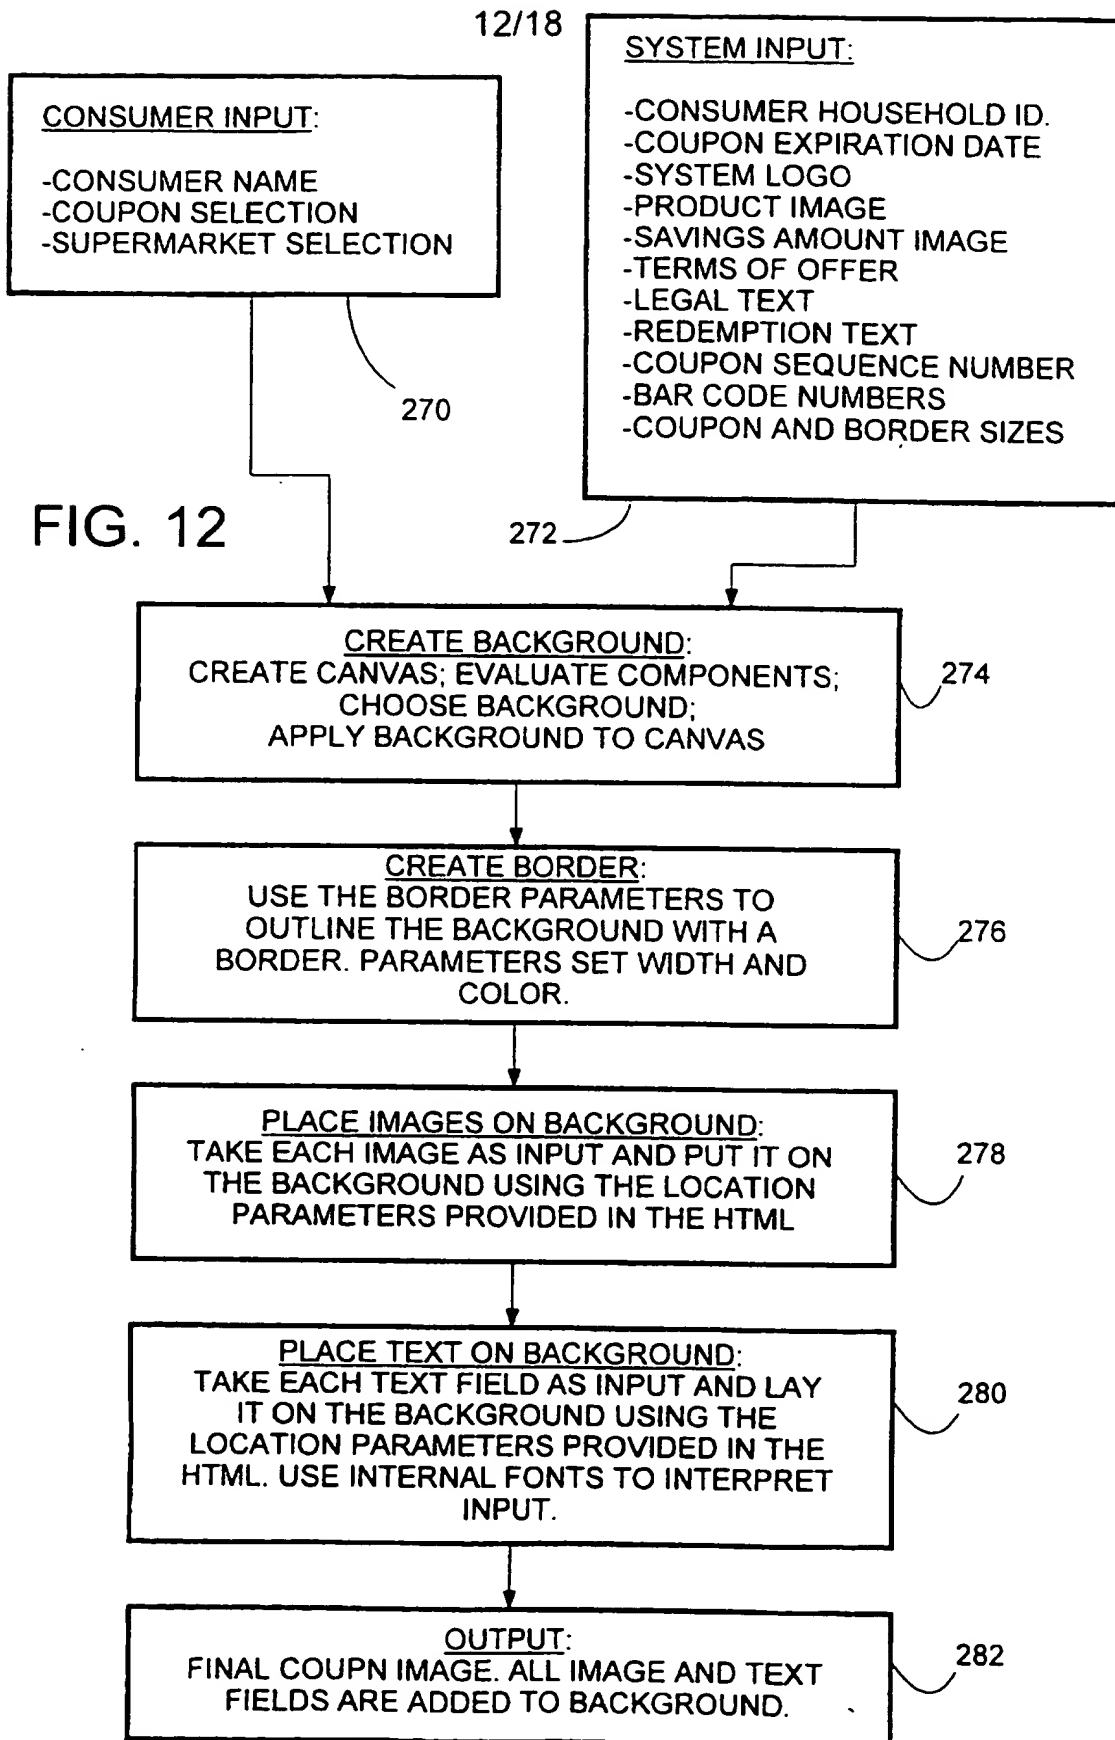 12/18
CONSUMER INPUT:
-CONSUMER NAME
-COUPON SELECTION
-SUPERMARKET SELECTION
270
SYSTEM INPUT:
-CONSUMER HOUSEHOLD ID.
-COUPON EXPIRATION DATE
-SYSTEM LOGO
-PRODUCT IMAGE
-SAVINGS AMOUNT IMAGE
-TERMS OF OFFER
-LEGAL TEXT
-REDEMPTION TEXT
-COUPON SEQUENCE NUMBER
-BAR CODE NUMBERS
-COUPON AND BORDER SIZES
272
FIG. 12
CREATE BACKGROUND:
CREATE CANVAS; EVALUATE COMPONENTS;
CHOOSE BACKGROUND;
APPLY BACKGROUND TO CANVAS
274
CREATE BORDER:
USE THE BORDER PARAMETERS TO
OUTLINE THE BACKGROUND WITH A
BORDER. PARAMETERS SET WIDTH AND
COLOR.
276
PLACE IMAGES ON BACKGROUND:
TAKE EACH IMAGE AS INPUT AND PUT IT ON
THE BACKGROUND USING THE LOCATION
PARAMETERS PROVIDED IN THE HTML
278
PLACE TEXT ON BACKGROUND:
TAKE EACH TEXT FIELD AS INPUT AND LAY
IT ON THE BACKGROUND USING THE
LOCATION PARAMETERS PROVIDED IN THE
HTML. USE INTERNAL FONTS TO INTERPRET
INPUT.
280
OUTPUT:
FINAL COUPN IMAGE. ALL IMAGE AND TEXT
FIELDS ARE ADDED TO BACKGROUND.
282